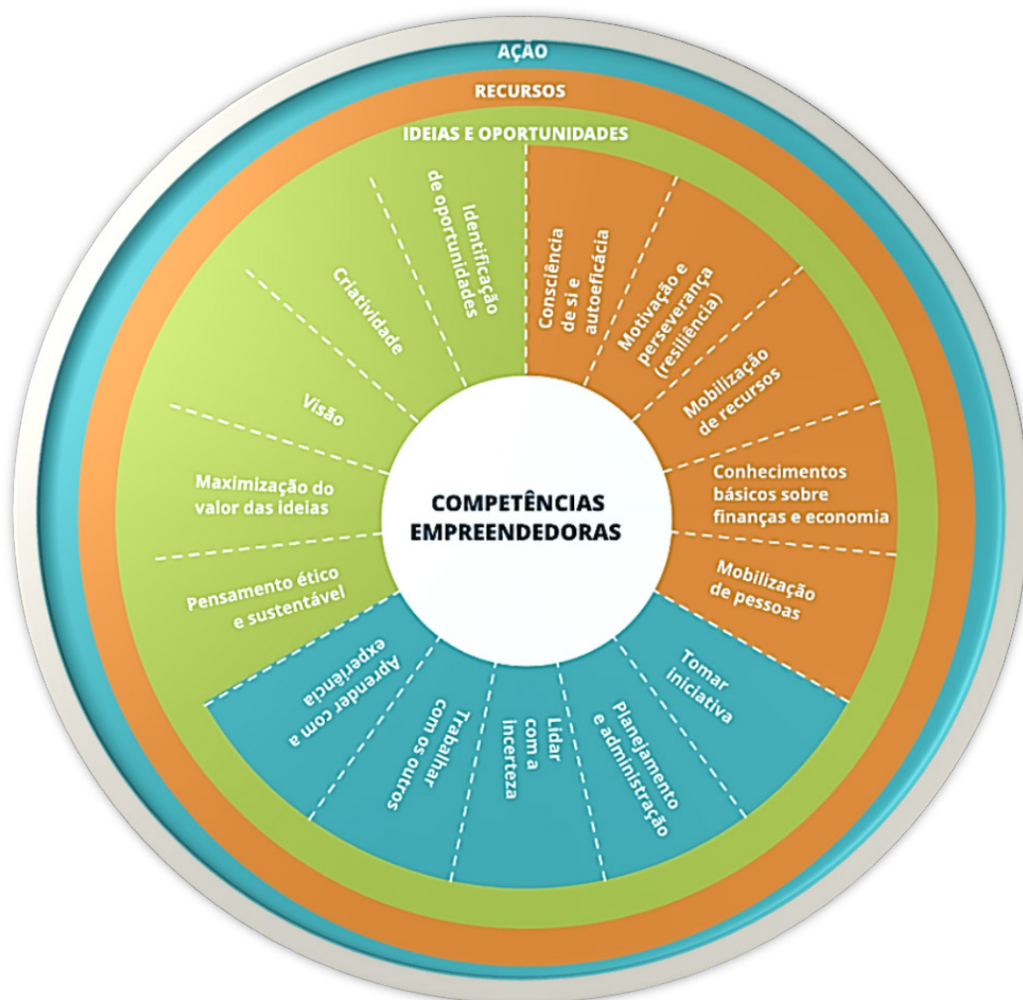 AÇÃO
RECURSOS
IDEIAS E OPORTUNIDADES
Identificação
de oportunidades
Criatividade
Visão
Maximização do
valor das ideias
Pensamento ético
e sustentável
Consciência
de si e
autoeficácia
Motivação e
perseverança
(resiliência)
Mobilização
de recursos
Conhecimentos
básicos sobre
finanças e economia
Mobilização
de pessoas
Tomar
iniciativa
Planejamento
e administração
Lidar
com a
incerteza
Trabalhar
com os outros
Aprender com a
experiência
COMPETÊNCIAS
EMPREENDEDORAS